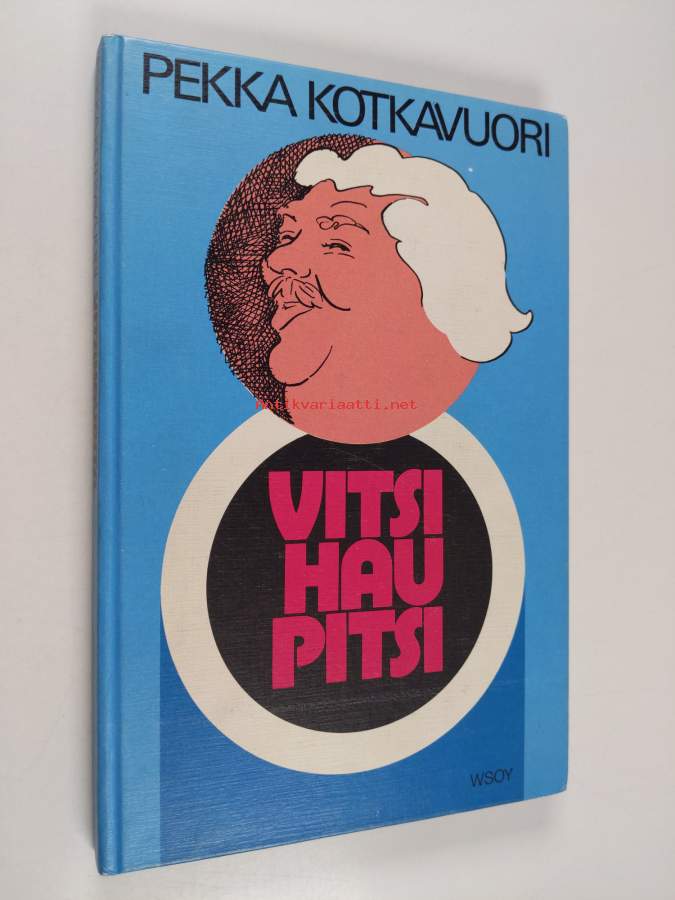 PEKKA KOTKAVUORI
Antikvariaatti.net
VITSI
HAU
PITSI
WSOY